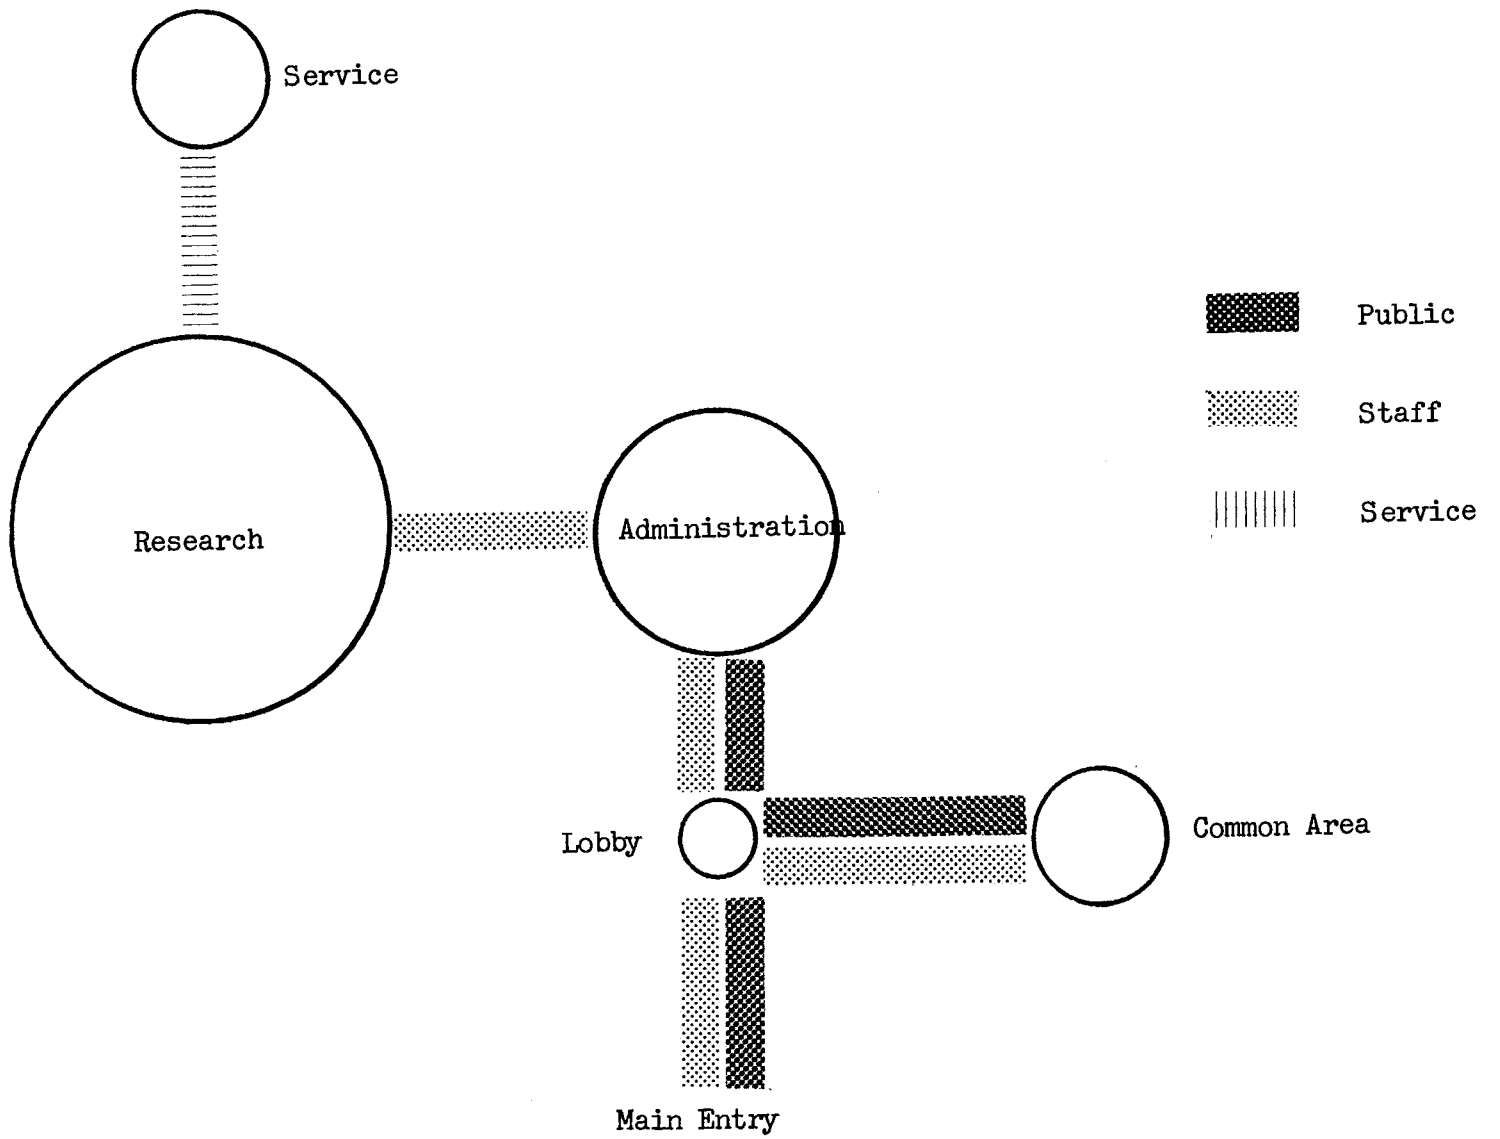 Service
Public
Staff
Service
Research
Administration
Lobby
Common Area
Main Entry